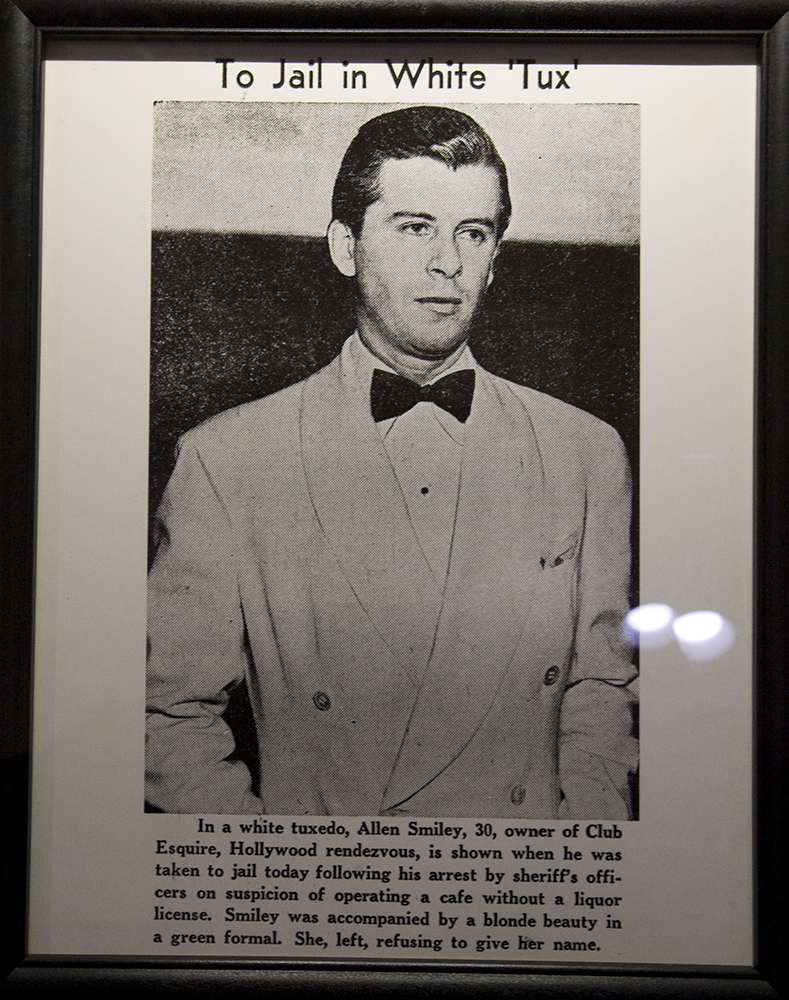 To Jail in White 'Tux'
In a white tuxedo, Allen Smiley, 30, owner of Club
Esquire, Hollywood rendezvous, is shown when he was
taken to jail today following his arrest by sheriff's offi-
cers on suspicion of operating a cafe without a liquor
license. Smiley was accompanied by a blonde beauty in
a green formal. She, left, refusing to give her name.